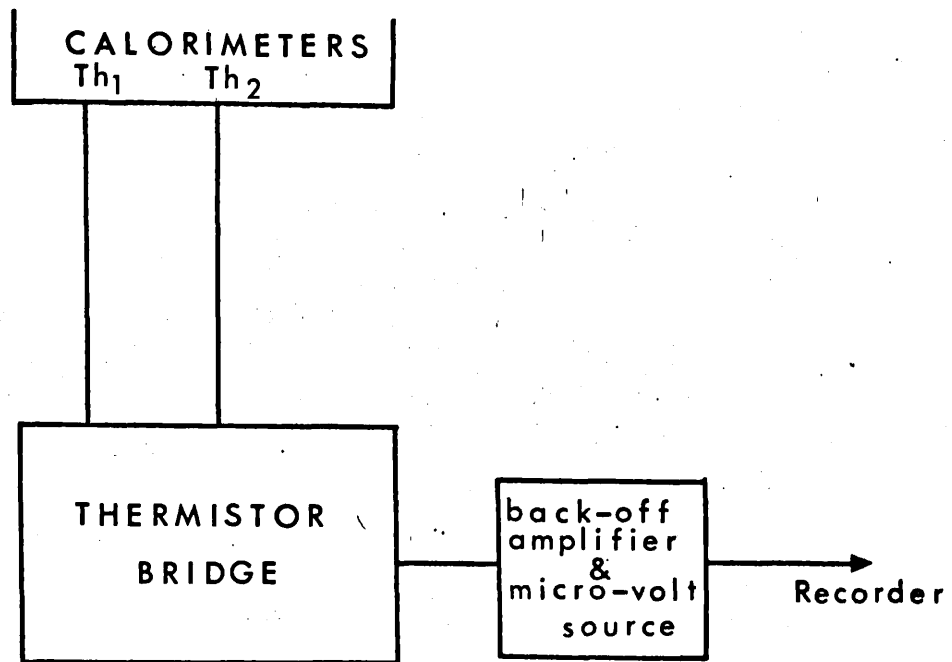 CALORIMETERS
Th1 Th2
THERMISTOR
BRIDGE
back-off
amplifier
&
micro-volt
source
Recorder